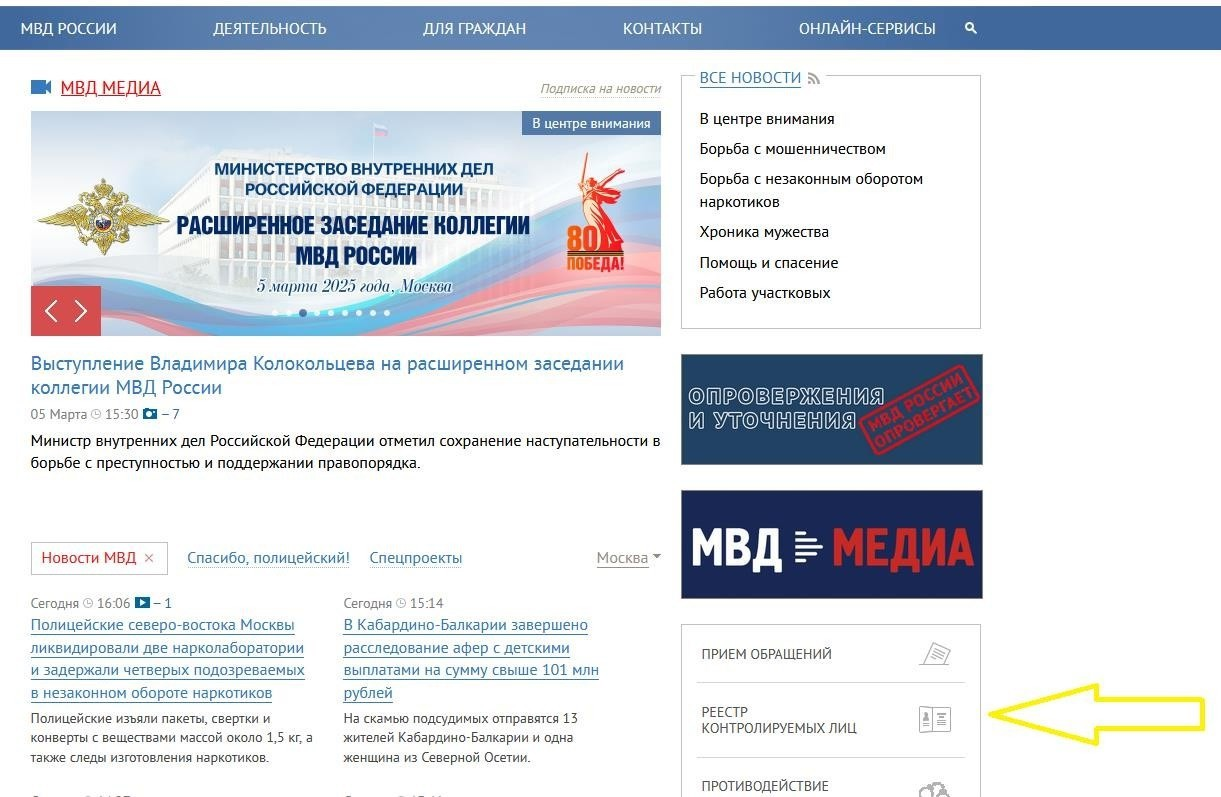 МВД РОССИИ
ДЕЯТЕЛЬНОСТЬ
ДЛЯ ГРАЖДАН
КОНТАКТЫ
ОНЛАЙН-СЕРВИСЫ
МВД МЕДИА
Подписка на новости
В центре внимания
МИНИСТЕРСТВО ВНУТРЕННИХ ДЕЛ
РОССИЙСКОЙ ФЕДЕРАЦИИ
РАСШИРЕННОЕ ЗАСЕДАНИЕ КОЛЛЕГИИ
МВД РОССИИ
5 марта 2025 года, Москва
80
ПОБЕДА!
Выступление Владимира Колокольцева на расширенном заседании
коллегии МВД России
05 Марта 15:30 – 7
Министр внутренних дел Российской Федерации отметил сохранение наступательности в
борьбе с преступностью и поддержании правопорядка.
Новости МВД ×
Спасибо, полицейский!
Спецпроекты
Москва
Сегодня 16:06 – 1
Полицейские северо-востока Москвы
ликвидировали две нарколаборатории
и задержали четверых подозреваемых
в незаконном обороте наркотиков
Полицейские изъяли пакеты, свертки и
конверты с веществами массой около 1,5 кг, а
также следы изготовления наркотиков.
Сегодня 15:14
В Кабардино-Балкарии завершено
расследование афер с детскими
выплатами на сумму свыше 101 млн
рублей
На скамью подсудимых отправятся 13
жителей Кабардино-Балкарии и одна
женщина из Северной Осетии.
ВСЕ НОВОСТИ
В центре внимания
Борьба с мошенничеством
Борьба с незаконным оборотом
наркотиков
Хроника мужества
Помощь и спасение
Работа участковых
ОПРОВЕРЖЕНИЯ
И УТОЧНЕНИЯ
МВД РОССИИ
ОПРОВЕРГАЕТ
МВД МЕДИА
ПРИЕМ ОБРАЩЕНИЙ
РЕЕСТР
КОНТРОЛИРУЕМЫХ ЛИЦ
ПРОТИВОДЕЙСТВИЕ